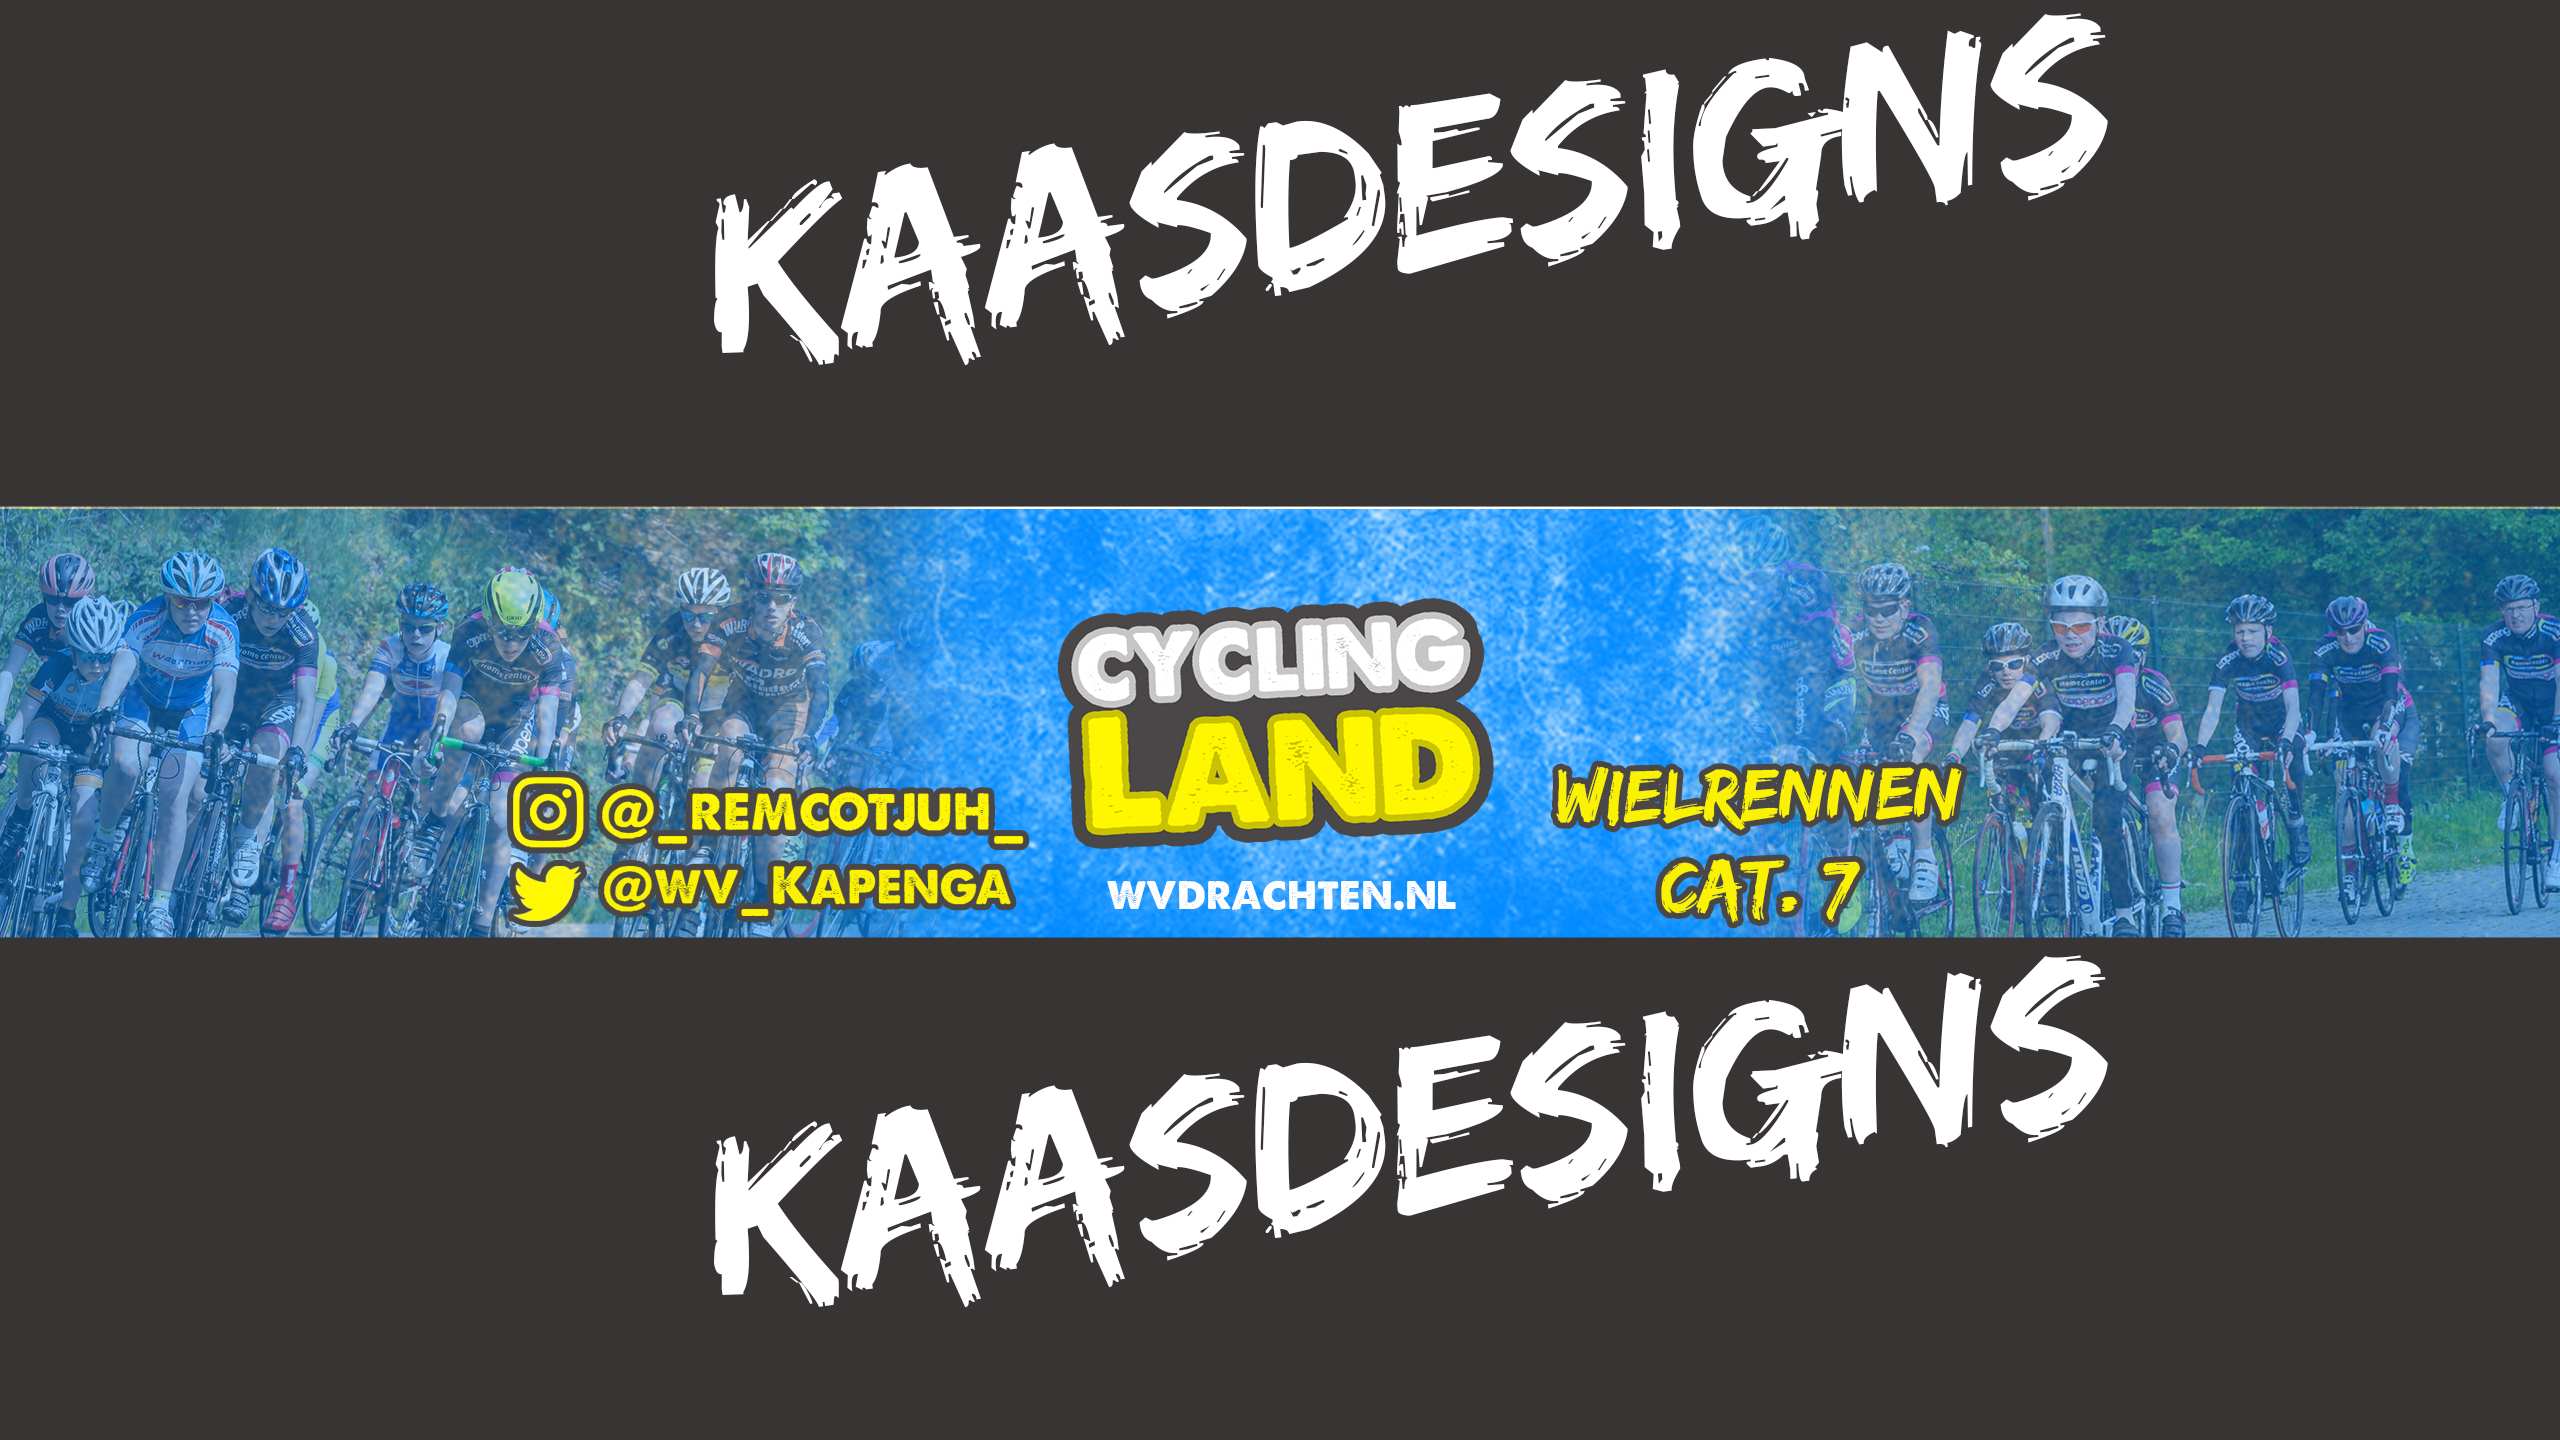 KAASDESIGNS
CYCLING
LAND
@_REMCOTJUH_
@WV_KAPENGA
WVDRACHTEN.NL
WIELRENNEN
CAT. 7
KAASDESIGNS